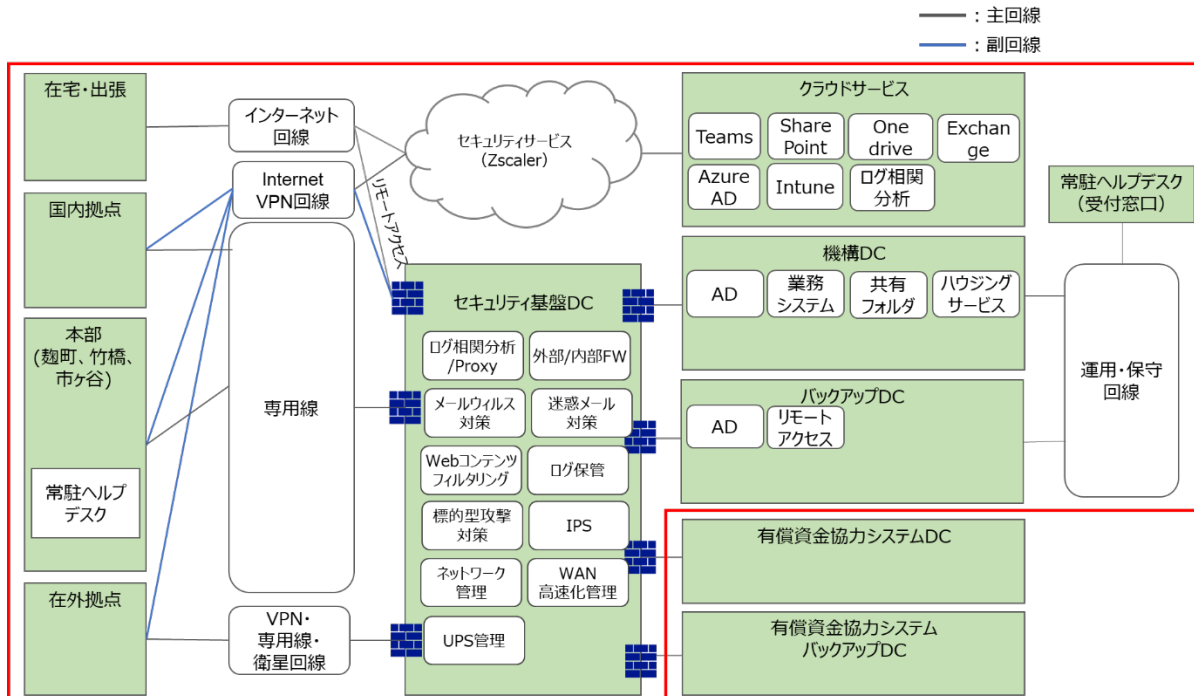 ：主回線
：副回線
在宅・出張
国内拠点
本部
(麹町、竹橋、
市ヶ谷)
常駐ヘルプ
デスク
在外拠点
インターネット
回線
Internet
VPN回線
専用線
VPN・
専用線・
衛星回線
セキュリティサービス
（Zscaler）
リモートアクセス
セキュリティ基盤DC
ログ相関分析
/Proxy
外部/内部FW
メールウィルス
対策
迷惑メール
対策
Webコンテンツ
フィルタリング
ログ保管
標的型攻撃
対策
IPS
ネットワーク
管理
WAN
高速化管理
UPS管理
クラウドサービス
Teams
Share
Point
One
drive
Exchan
ge
Azure
AD
Intune
ログ相関
分析
機構DC
AD
業務
システム
共有
フォルダ
ハウジング
サービス
バックアップDC
AD
リモート
アクセス
有償資金協力システムDC
有償資金協力システム
バックアップDC
常駐ヘルプデスク
（受付窓口）
運用・保守
回線